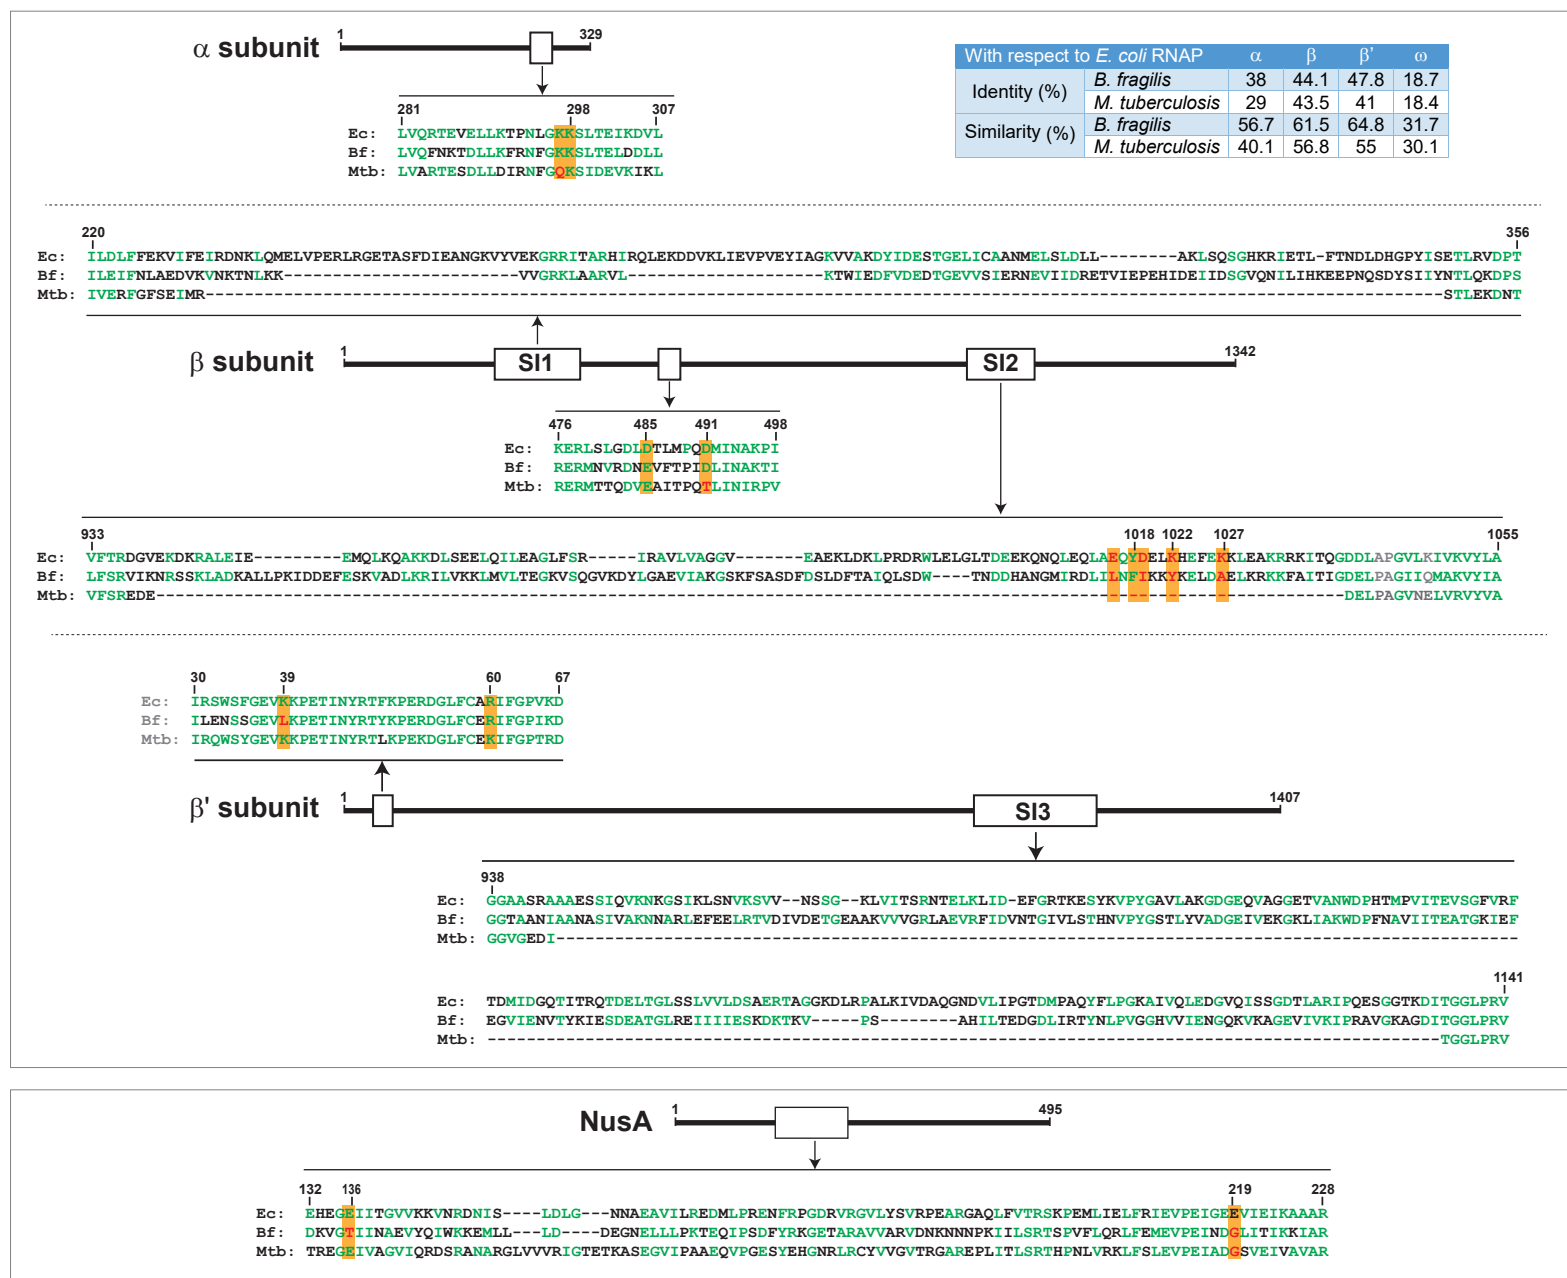 α subunit
1
329
281 298 307
Ec: LVQRTEVELLKTPNLGKKSLTEIKDVL
Bf: LVQFNKTDLLKFRNFGKKSLTELDDLL
Mtb: LVARTESDLLDIRNFGQKSIDEVKIKL
With respect to E. coli RNAP α β β' ω
Identity (%) B. fragilis 38 44.1 47.8 18.7
M. tuberculosis 29 43.5 41 18.4
Similarity (%) B. fragilis 56.7 61.5 64.8 31.7
M. tuberculosis 40.1 56.8 55 30.1
220 356
Ec: ILDLFFEKVIFEIRDNKLQMELVPERLRGETASFDIEANGKVYVEKGRRITARHIRQLEKDDVKLIEVPVEYIAGKVVAKDYIDESTGELICAANMELSLDLL--------AKLSQSGHKRIETL-FTNDLDHGPYISETLRVDPT
Bf: ILEIFNLAEDVKVNKTNLKK-----------------------VVGRKLAARVL-------------------KTWIEDFVDEDTGEVVSIERNEVIIDRETVIEPEHIDEIIDSGVQNILIHKEEPNQSDYSIIYNTLQKDPS
Mtb: IVERFGFSEIMR------------------------------------------------------------------------------------------------------------------------------STLEKDNT
β subunit
1 SI1 SI2 1342
476 485 491 498
Ec: KERLSLGDLDTLMPQDMINAKPI
Bf: RERMNVRDNEVFTPIDLINAKTI
Mtb: RERMTTQDVEAITPQTLINIRPV
933 1018 1022 1027 1055
Ec: VFTRDGVEKDKRALEIE---------EMQLKQAKKDLSEELQILEAGLFSR-----IRAVLVAGGV-------EAEKLDKLPRDRWLELGLTDEEKQNQLEQLAEQYDELKHEFEKKLEAKRRKITQGDDLAPGVLKIVKVYLA
Bf: LFSRVIKNRSSKLADKALLPKIDDEFESKVADLKRILVKKLMVLTEGKVSQGVKDYLGAEVIAKGSKFSASDFDSLDFTAIQLSDW----TNDDHANGMIRDLILNFIKKYKELDAELKRKKFAITIGDELPAGIIQMAKVYIA
Mtb: VFSREDE------------------------------------------------------------------------------------------------------------------------DELPAGVNELVRVYVA
30 39 60 67
Ec: IRSWSFGEVKKPETINYRTFKPERDGLFCARIFGPVKD
Bf: ILENSSGEVLKPETINYRTYKPERDGLFCERIFGPIKD
Mtb: IRQWSYGEVKKPETINYRTLKPEKDGLFCEKIFGPTRD
β' subunit
1 SI3 1407
938
Ec: GGAASRAAAESSIQVKNKGSIKLSNVKSVV--NSSG--KLVITSRNTELKLID-EFGRTKESYKVPYGAVLAKGDGEQVAGGETVANWDPHTMPVITEVSGFVRF
Bf: GGTAANIAANASIVAKNNARLEFEELRTVDIVDETGEAAKVVVGRLAEVRFIDVNTGIVLSTHNVPYGSTLYVADGEIVEKGKLIAKWDPFNAVIITEATGKIEF
Mtb: GGVGEDI--------------------------------------------------------------------------------------------------
1141
Ec: TDMIDGQTITRQTDELTGLSSLVVLDSAERTAGGKDLRPALKIVDAQGNDVLIPGTDMPAQYFLPGKAIVQLEDGVQISSGDTLARIPQESGGTKDITGGLPRV
Bf: EGVIENVTYKIESDEATGLREIIIIESKDKTKV-----PS--------AHILTEDGDLIRTYNLPVGGHVVIENGQKVKAGEVIVKIPRAVGKAGDITGGLPRV
Mtb: -------------------------------------------------------------------------------------------------TGGLPRV
NusA
1 495
132 136 219 228
Ec: EHEGEIITGVVKKVNRDNIS----LDLG---NNAEAVILREDMLPRENFRPGDRVRGVLYSVRPEARGAQLFVTRSKPEMLIELFRIEVPEIGEEVIEIKAAAR
Bf: DKVGTIINAEVYQIWKKEMLL----LD----DEGNELLLPKTEQIPSDFYRKGETARAVVARVDNKNNNPKIILSRTSPVFLQRLFEMEVPEINDGLITIKKIAR
Mtb: TREGEIVAGVIQRDSRANARGLVVVRIGTETKASEGVIPAAEQVPGESYEHGNRLRCYVVGVTRGAREPLITLSRTHPNLVRKLFSLEVPEIADGSVEIVAVAR